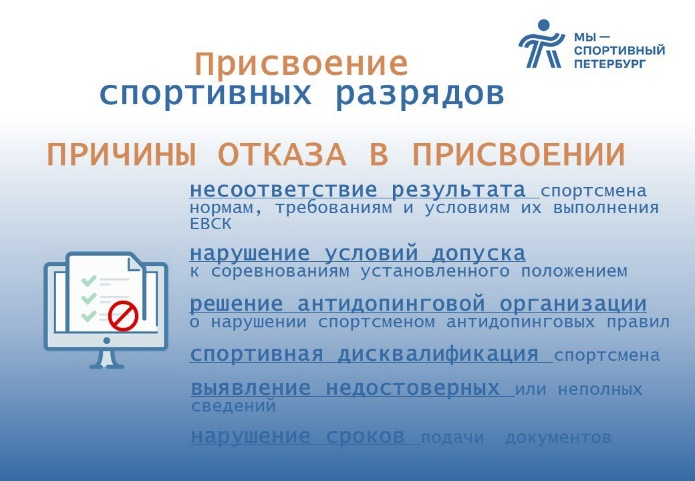 МЫ —
СПОРТИВНЫЙ
ПЕТЕРБУРГ
Присвоение
спортивных разрядов
ПРИЧИНЫ ОТКАЗА В ПРИСВОЕНИИ
несоответствие результата спортсмена
нормам, требованиям и условиям их выполнения
ЕВСК
нарушение условий допуска
к соревнованиям установленного положением
решение антидопинговой организации
о нарушении спортсменом антидопинговых правил
спортивная дисквалификация спортсмена
выявление недостоверных или неполных
сведений
нарушение сроков подачи документов